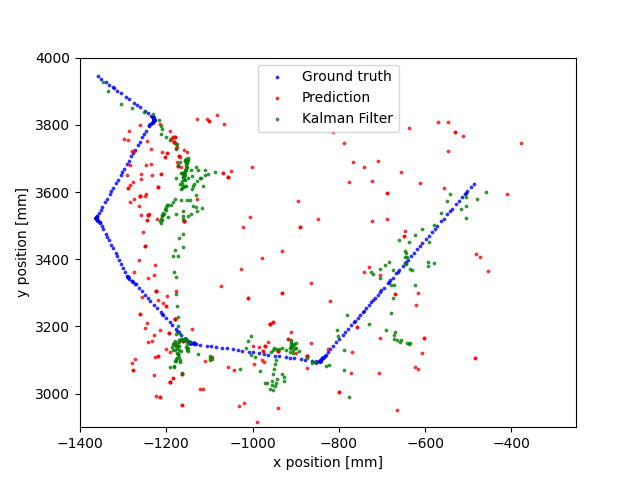 4000
Ground truth
Prediction
Kalman Filter
3800
3600
3400
3200
3000
y position [mm]
−1400 −1200 −1000 −800 −600 −400
x position [mm]